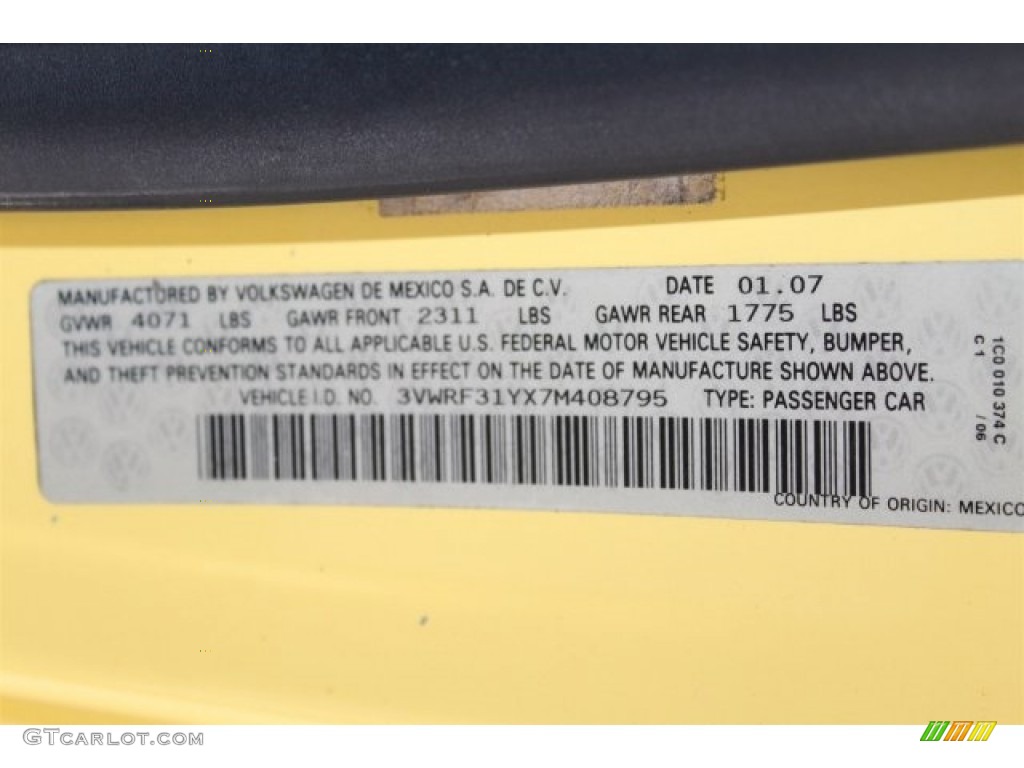 MANUFACTURED BY VOLKSWAGEN DE MEXICO S.A. DE C.V. DATE 01.07
GVWR 4071 LBS GAWR FRONT 2311 LBS GAWR REAR 1775 LBS
THIS VEHICLE CONFORMS TO ALL APPLICABLE U.S. FEDERAL MOTOR VEHICLE SAFETY, BUMPER,
AND THEFT PREVENTION STANDARDS IN EFFECT ON THE DATE OF MANUFACTURE SHOWN ABOVE.
VEHICLE I.D. NO. 3VWRF31YX7M408795 TYPE: PASSENGER CAR
COUNTRY OF ORIGIN: MEXICO
1C0 010 374 C
C 1 / 06
GTCarLot.com